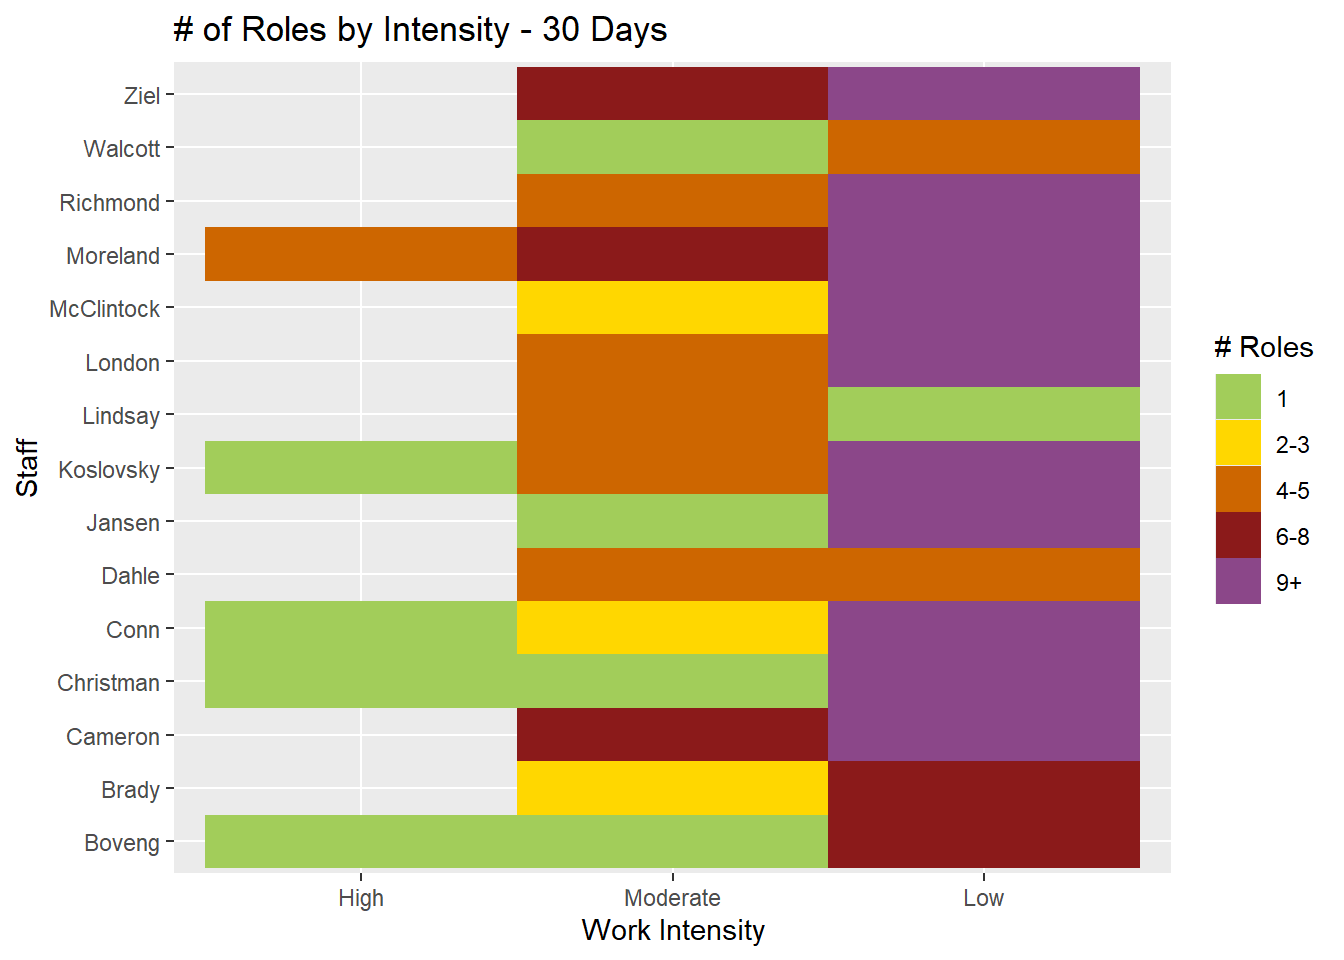 # of Roles by Intensity - 30 Days
Staff
Ziel
Walcott
Richmond
Moreland
McClintock
London
Lindsay
Koslovsky
Jansen
Dahle
Conn
Christman
Cameron
Brady
Boveng
High Moderate Low
Work Intensity
# Roles
1
2-3
4-5
6-8
9+